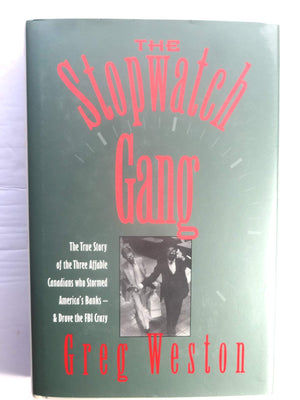 THE
Stopwatch
Gang
The True Story
of the Three Affable
Canadians who Stormed
America's Banks –
& Drove the FBI Crazy
Greg Weston